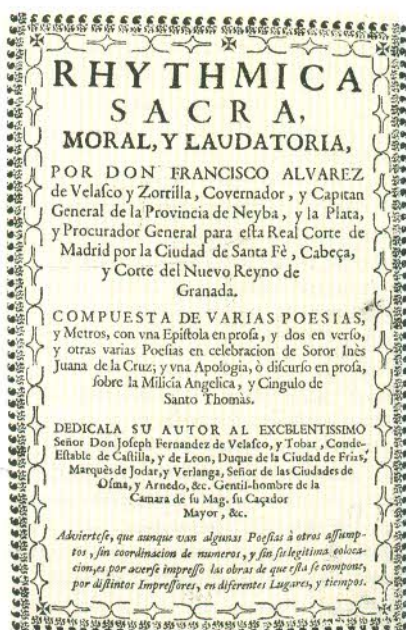 RHYTHMICA
SACRA,
MORAL, Y LAUDATORIA,
POR DON FRANCISCO ALVAREZ
de Velaſco y Zorrilla, Covernador, y Capitan
General de la Provincia de Neyba, y la Plata,
y Procurador General para eſta Real Corte de
Madrid por la Ciudad de Santa Fè, Cabeça,
y Corte del Nuevo Reyno de
Granada.
COMPUESTA DE VARIAS POESIAS,
y Metros, con vna Epiſtola en proſa, y dos en verſo,
y otras varias Poeſias en celebracion de Soror Inès
Juana de la Cruz; y vna Apologia, ò diſcurſo en proſa,
ſobre la Milicia Angelica, y Cingulo de
Santo Thomàs.
DEDICALA SU AUTOR AL EXCELENTISSIMO
Señor Don Joſeph Fernandez de Velaſco, y Tobar, Conde-
Eſtable de Caſtilla, y de Leon, Duque de la Ciudad de Frias,
Marquès de Jodar, y Verlanga, Señor de las Ciudades de
Oſma, y Arnedo, &c. Gentil-hombre de la
Camara de ſu Mag. ſu Caçador
Mayor, &c.
Advierteſe, que aunque van algunas Poeſias à otros aſſump-
tos, ſin coordinacion de numeros, y ſin ſu legitima coloca-
cion, es por averſe impreſſo las obras de que eſta ſe compone,
por diſtintos Impreſſores, en diferentes Lugares, y tiempos.